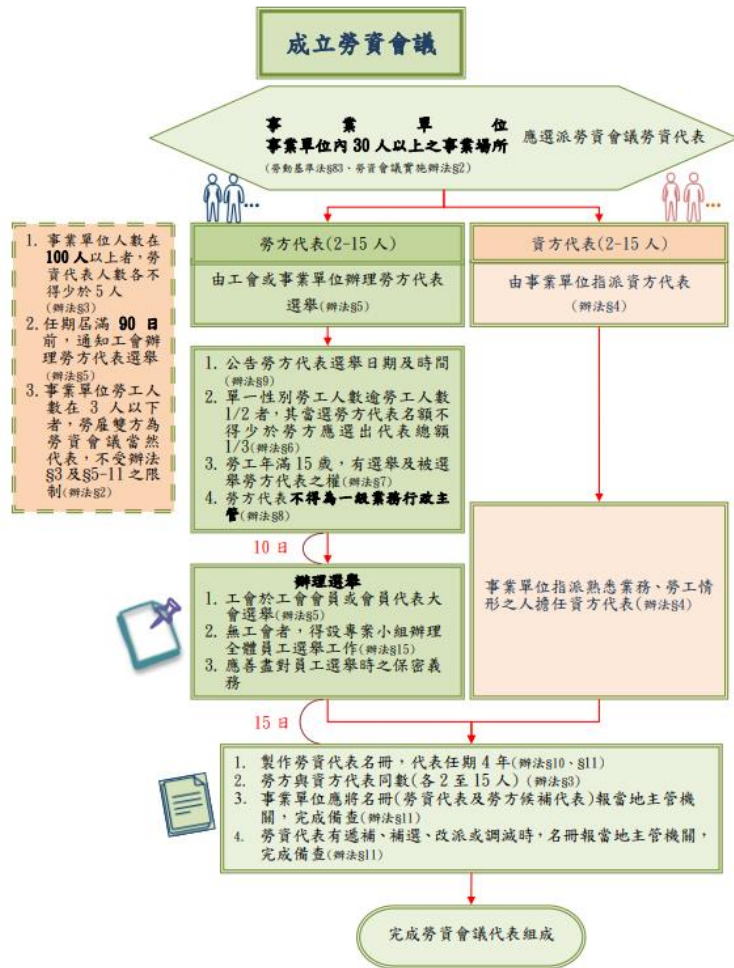 成立勞資會議
事業單位
事業單位內30人以上之事業場所
(勞動基準法§83、勞資會議實施辦法§2)
應選派勞資會議勞資代表
1. 事業單位人數在
100人以上者,勞
資代表人數各不
得少於5人
(辦法§3)
2. 任期屆滿 90 日
前,通知工會辦
理勞方代表選舉
(辦法§5)
3. 事業單位勞工人
數在 3 人以下
者,勞雇雙方為
勞資會議當然
代表,不受辦法
§3及§5-11之限
制(辦法§2)
勞方代表(2-15人)
由工會或事業單位辦理勞方代表
選舉(辦法§5)
資方代表(2-15人)
由事業單位指派資方代表
(辦法§4)
1. 公告勞方代表選舉日期及時間
(辦法§9)
2. 單一性別勞工人數逾勞工人數
1/2者,其當選勞方代表名額不
得少於勞方應選出代表總額
1/3(辦法§6)
3. 勞工年滿15歲,有選舉及被選
舉勞方代表之權(辦法§7)
4. 勞方代表不得為一級業務行政主
管(辦法§8)
10日
辦理選舉
1. 工會於工會會員或會員代表大
會選舉(辦法§5)
2. 無工會者,得設專案小組辦理
全體員工選舉工作(辦法§15)
3. 應善盡對員工選舉時之保密義
務
事業單位指派熟悉業務、勞工情
形之人擔任資方代表(辦法§4)
15日
1. 製作勞資代表名冊,代表任期4年(辦法§10、§11)
2. 勞方與資方代表同數(各2至15人)(辦法§3)
3. 事業單位應將名冊(勞資代表及勞方候補代表)報當地主管機
關,完成備查(辦法§11)
4. 勞資代表有遞補、補選、改派或調減時,名冊報當地主管機關,
完成備查(辦法§11)
完成勞資會議代表組成